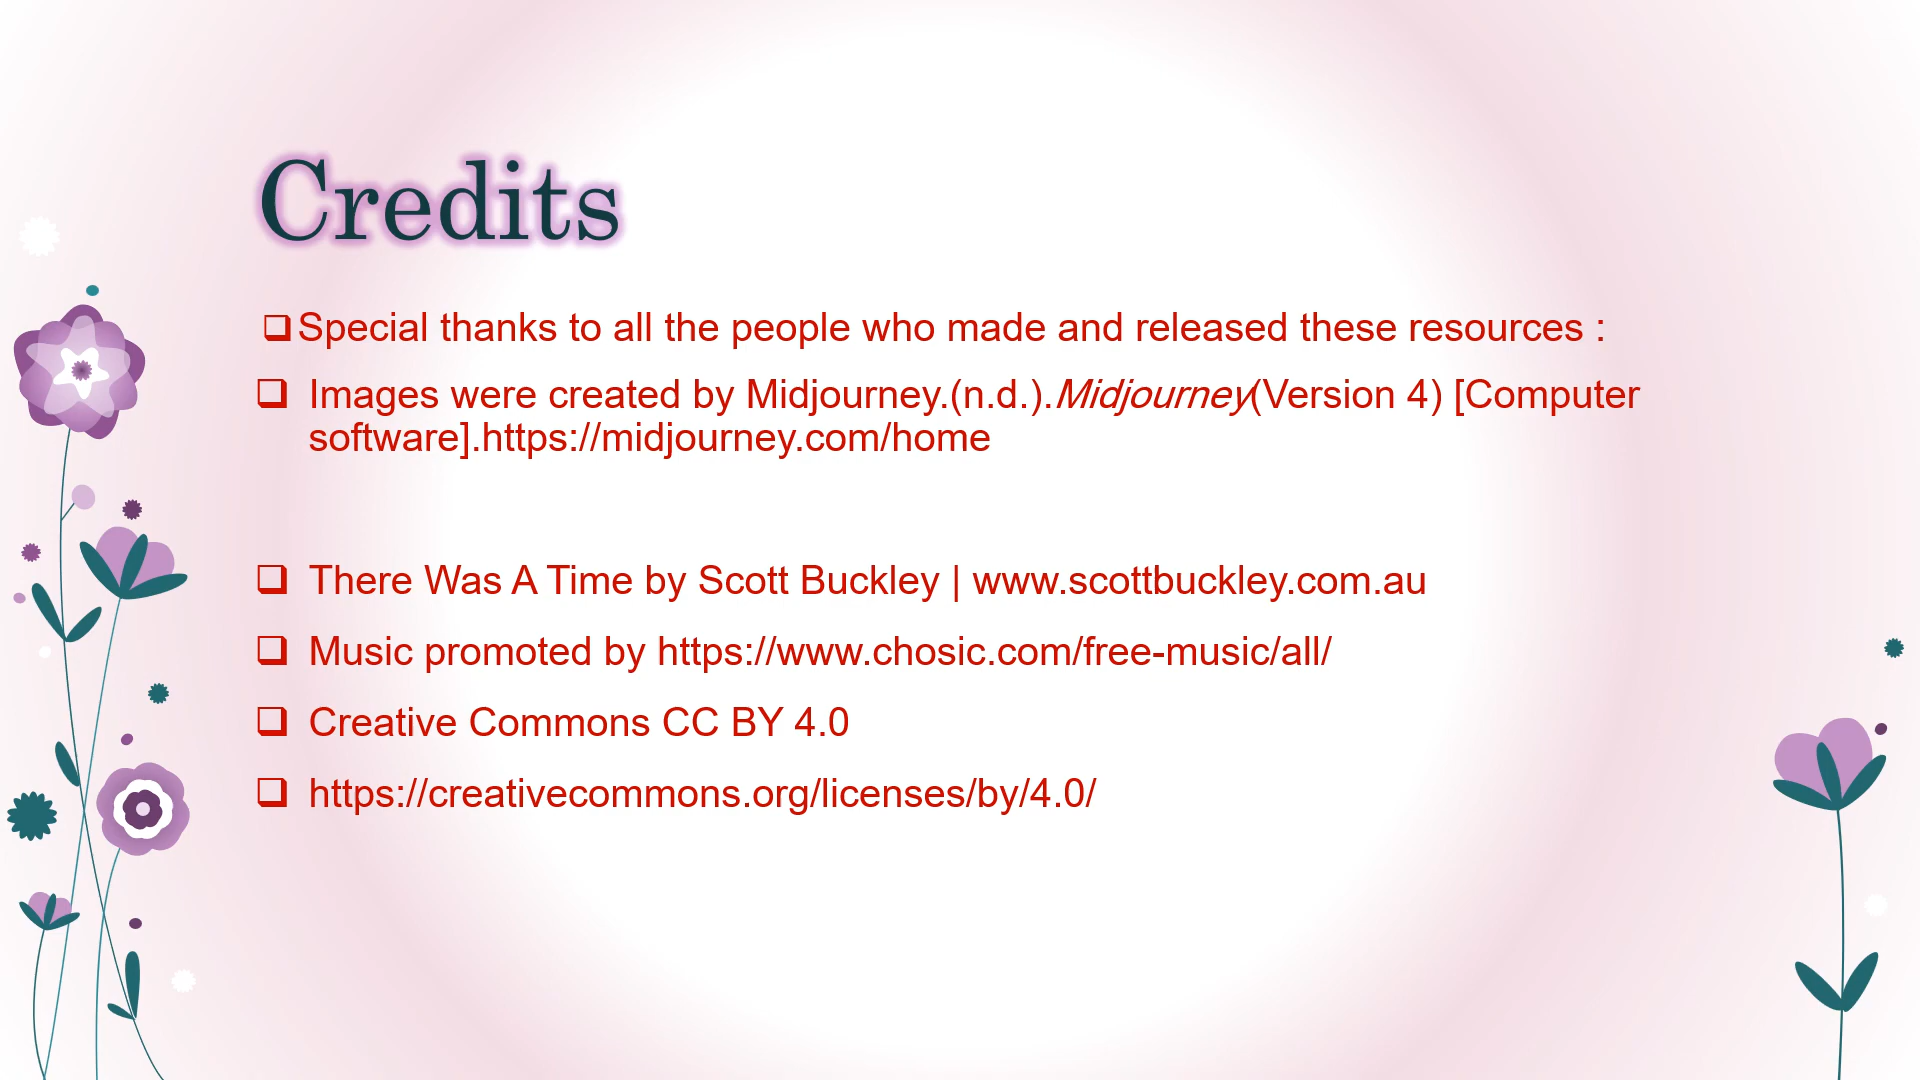 Credits
❑Special thanks to all the people who made and released these resources :
❑ Images were created by Midjourney.(n.d.).Midjourney(Version 4) [Computer
software].https://midjourney.com/home
❑ There Was A Time by Scott Buckley | www.scottbuckley.com.au
❑ Music promoted by https://www.chosic.com/free-music/all/
❑ Creative Commons CC BY 4.0
❑ https://creativecommons.org/licenses/by/4.0/